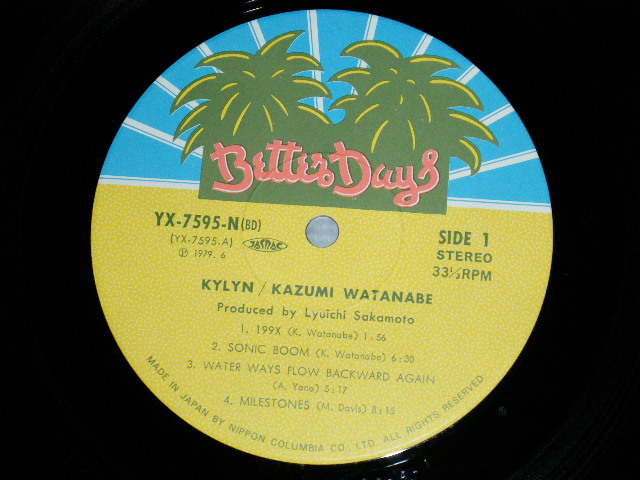 Better Days
YX-7595-N(BD)
(YX-7595-A)
JASRAC
Ⓟ 1979. 6
SIDE 1
STEREO
33⅓RPM
KYLYN / KAZUMI WATANABE
Produced by Lyuichi Sakamoto
1. 199X (K. Watanabe) 1:56
2. SONIC BOOM (K. Watanabe) 6:30
3. WATER WAYS FLOW BACKWARD AGAIN
(A. Yano) 5:17
4. MILESTONES (M. Davis) 8:15
MADE IN JAPAN BY NIPPON COLUMBIA CO., LTD. ALL RIGHTS RESERVED